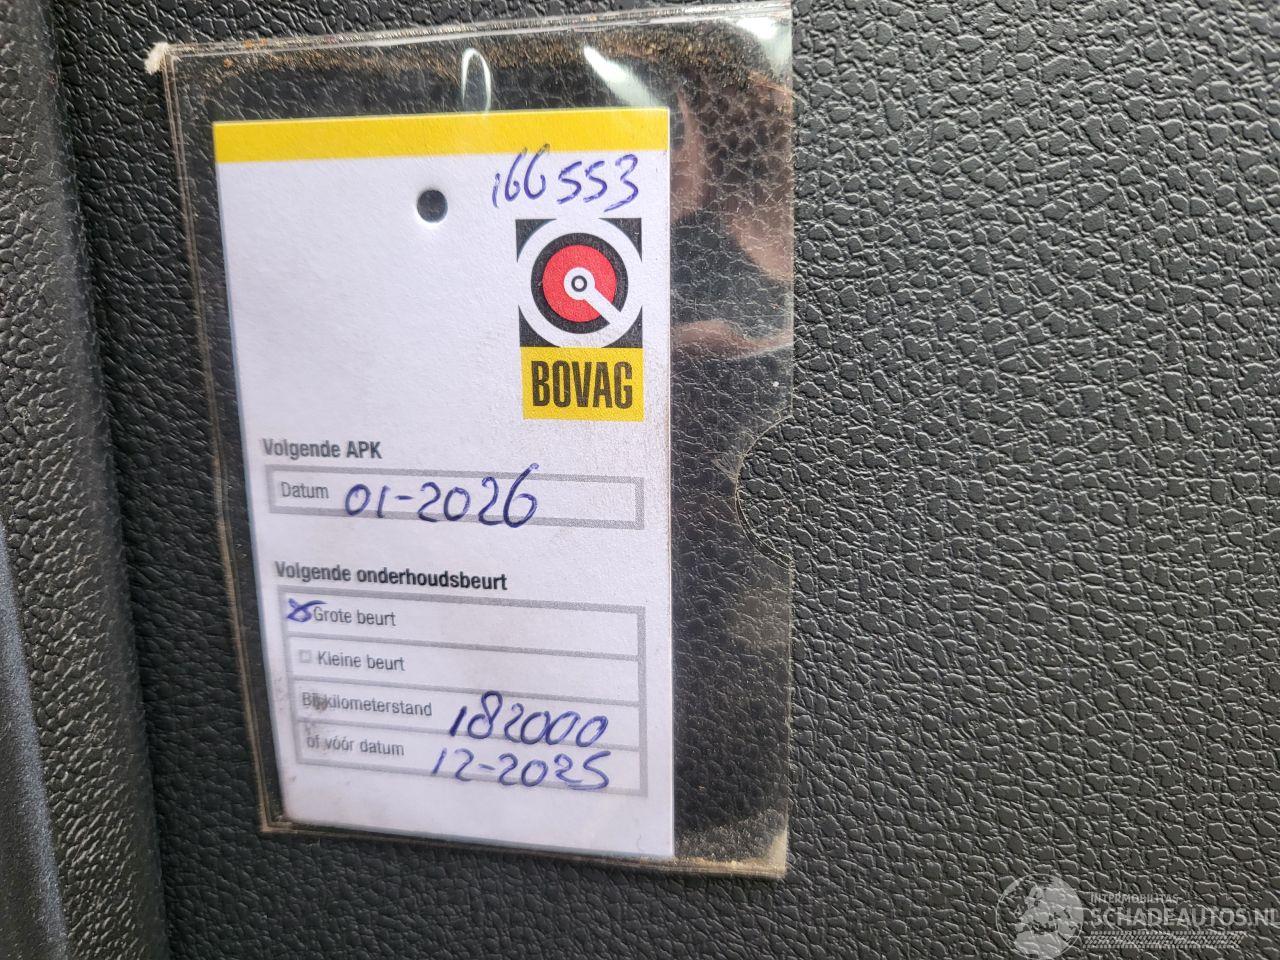 166553
BOVAG
Volgende APK
Datum 01-2026
Volgende onderhoudsbeurt
Grote beurt
Kleine beurt
Bij kilometerstand 182000
of vóór datum 12-2025
INTERMOBILITAS-
SCHADEAUTOS.NL